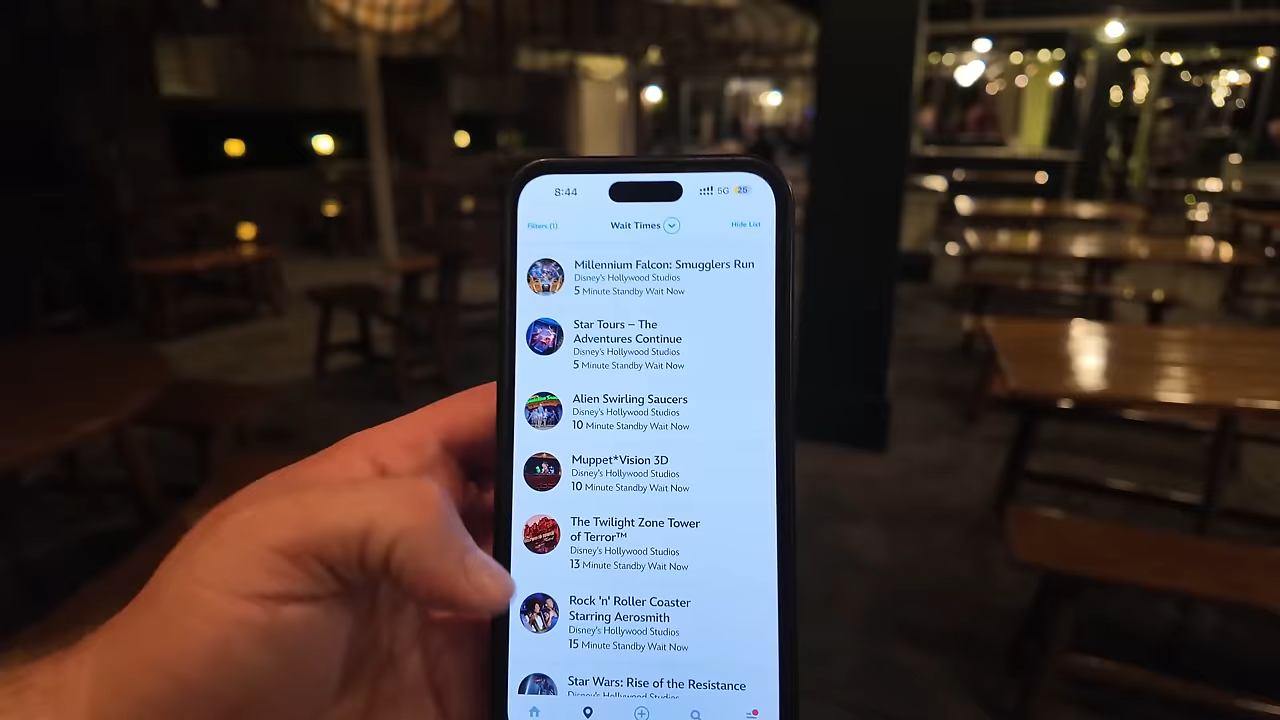 8:44
5G 25
Filters (1) Wait Times Hide List
Millennium Falcon: Smugglers Run
Disney's Hollywood Studios
5 Minute Standby Wait Now
Star Tours – The
Adventures Continue
Disney's Hollywood Studios
5 Minute Standby Wait Now
Alien Swirling Saucers
Disney's Hollywood Studios
10 Minute Standby Wait Now
Muppet*Vision 3D
Disney's Hollywood Studios
10 Minute Standby Wait Now
The Twilight Zone Tower
of Terror™
Disney's Hollywood Studios
13 Minute Standby Wait Now
Rock 'n' Roller Coaster
Starring Aerosmith
Disney's Hollywood Studios
15 Minute Standby Wait Now
Star Wars: Rise of the Resistance
Disney's Hollywood Studios